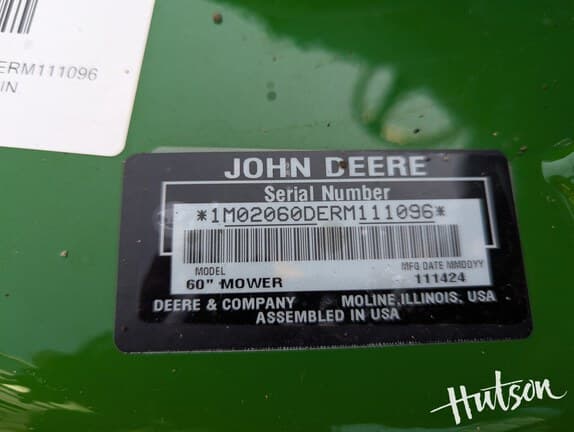 ERM111096
IN
JOHN DEERE
Serial Number
*1M02060DERM111096*
MODEL
MFG DATE MMDDYY
60" MOWER
111424
DEERE & COMPANY MOLINE, ILLINOIS, USA
ASSEMBLED IN USA
Hutson